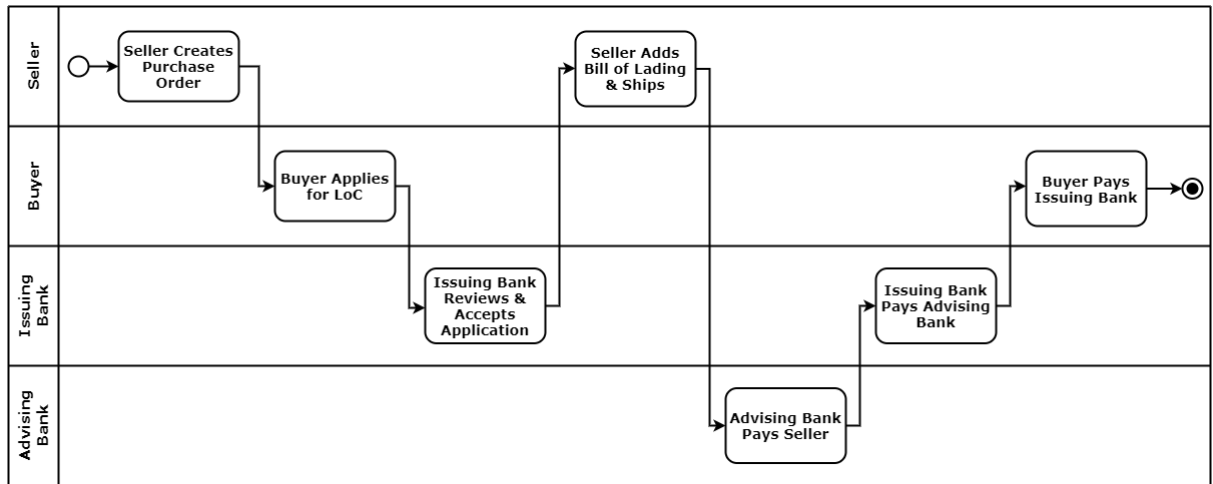 Seller
Seller Creates
Purchase
Order
Seller Adds
Bill of Lading
& Ships
Buyer
Buyer Applies
for LoC
Buyer Pays
Issuing Bank
Issuing
Bank
Issuing Bank
Reviews &
Accepts
Application
Issuing Bank
Pays Advising
Bank
Advising
Bank
Advising Bank
Pays Seller